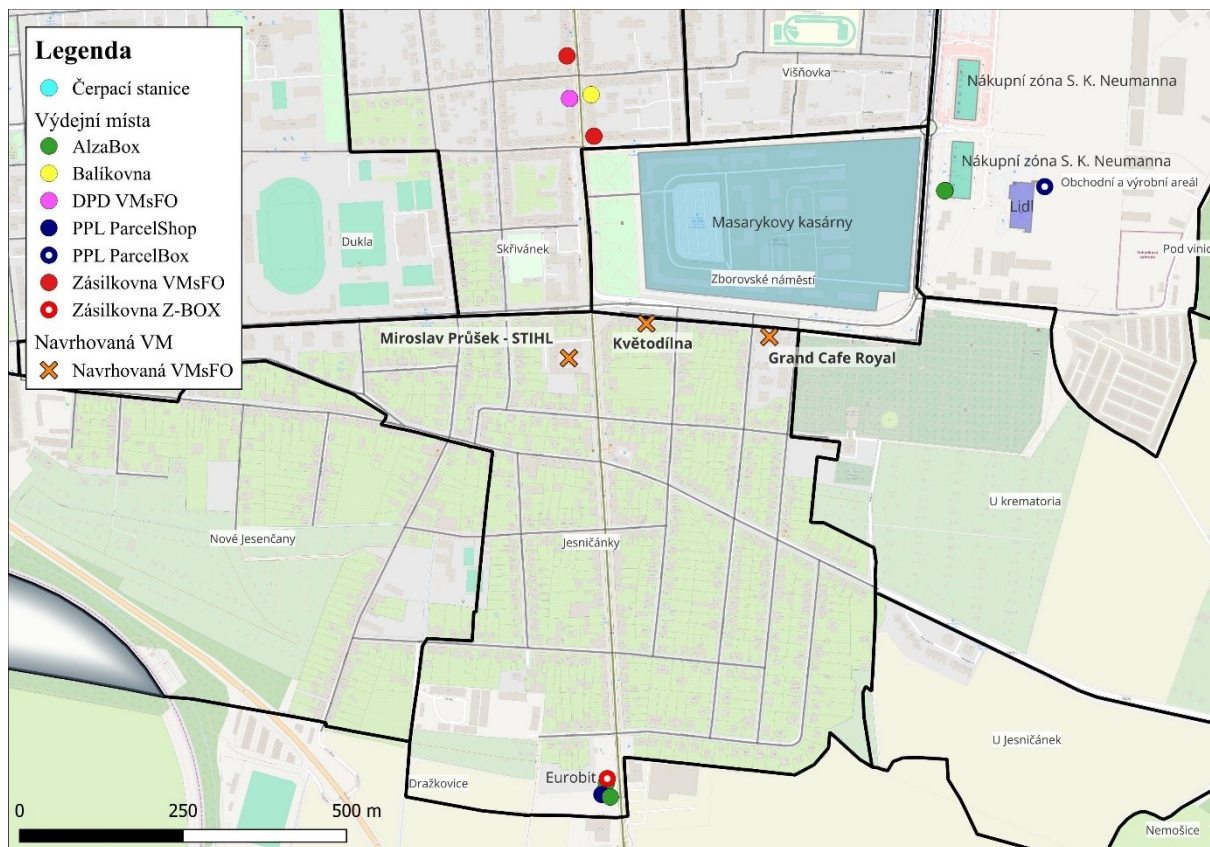 Legenda
Čerpací stanice
Výdejní místa
AlzaBox
Balíkovna
DPD VMsFO
PPL ParcelShop
PPL ParcelBox
Zásilkovna VMsFO
Zásilkovna Z-BOX
Navrhovaná VM
Navrhovaná VMsFO
Višňovka
Nákupní zóna S. K. Neumanna
Nákupní zóna S. K. Neumanna
Obchodní a výrobní areál
Lidl
Masarykovy kasárny
Dukla
Skřivánek
Zborovské náměstí
Pod vinic
Miroslav Průšek - STIHL
Květodílna
Grand Cafe Royal
U krematoria
Nové Jesenčany
Jesničánky
U Jesničánek
Eurobit
Dražkovice
Nemošice
0 250 500 m